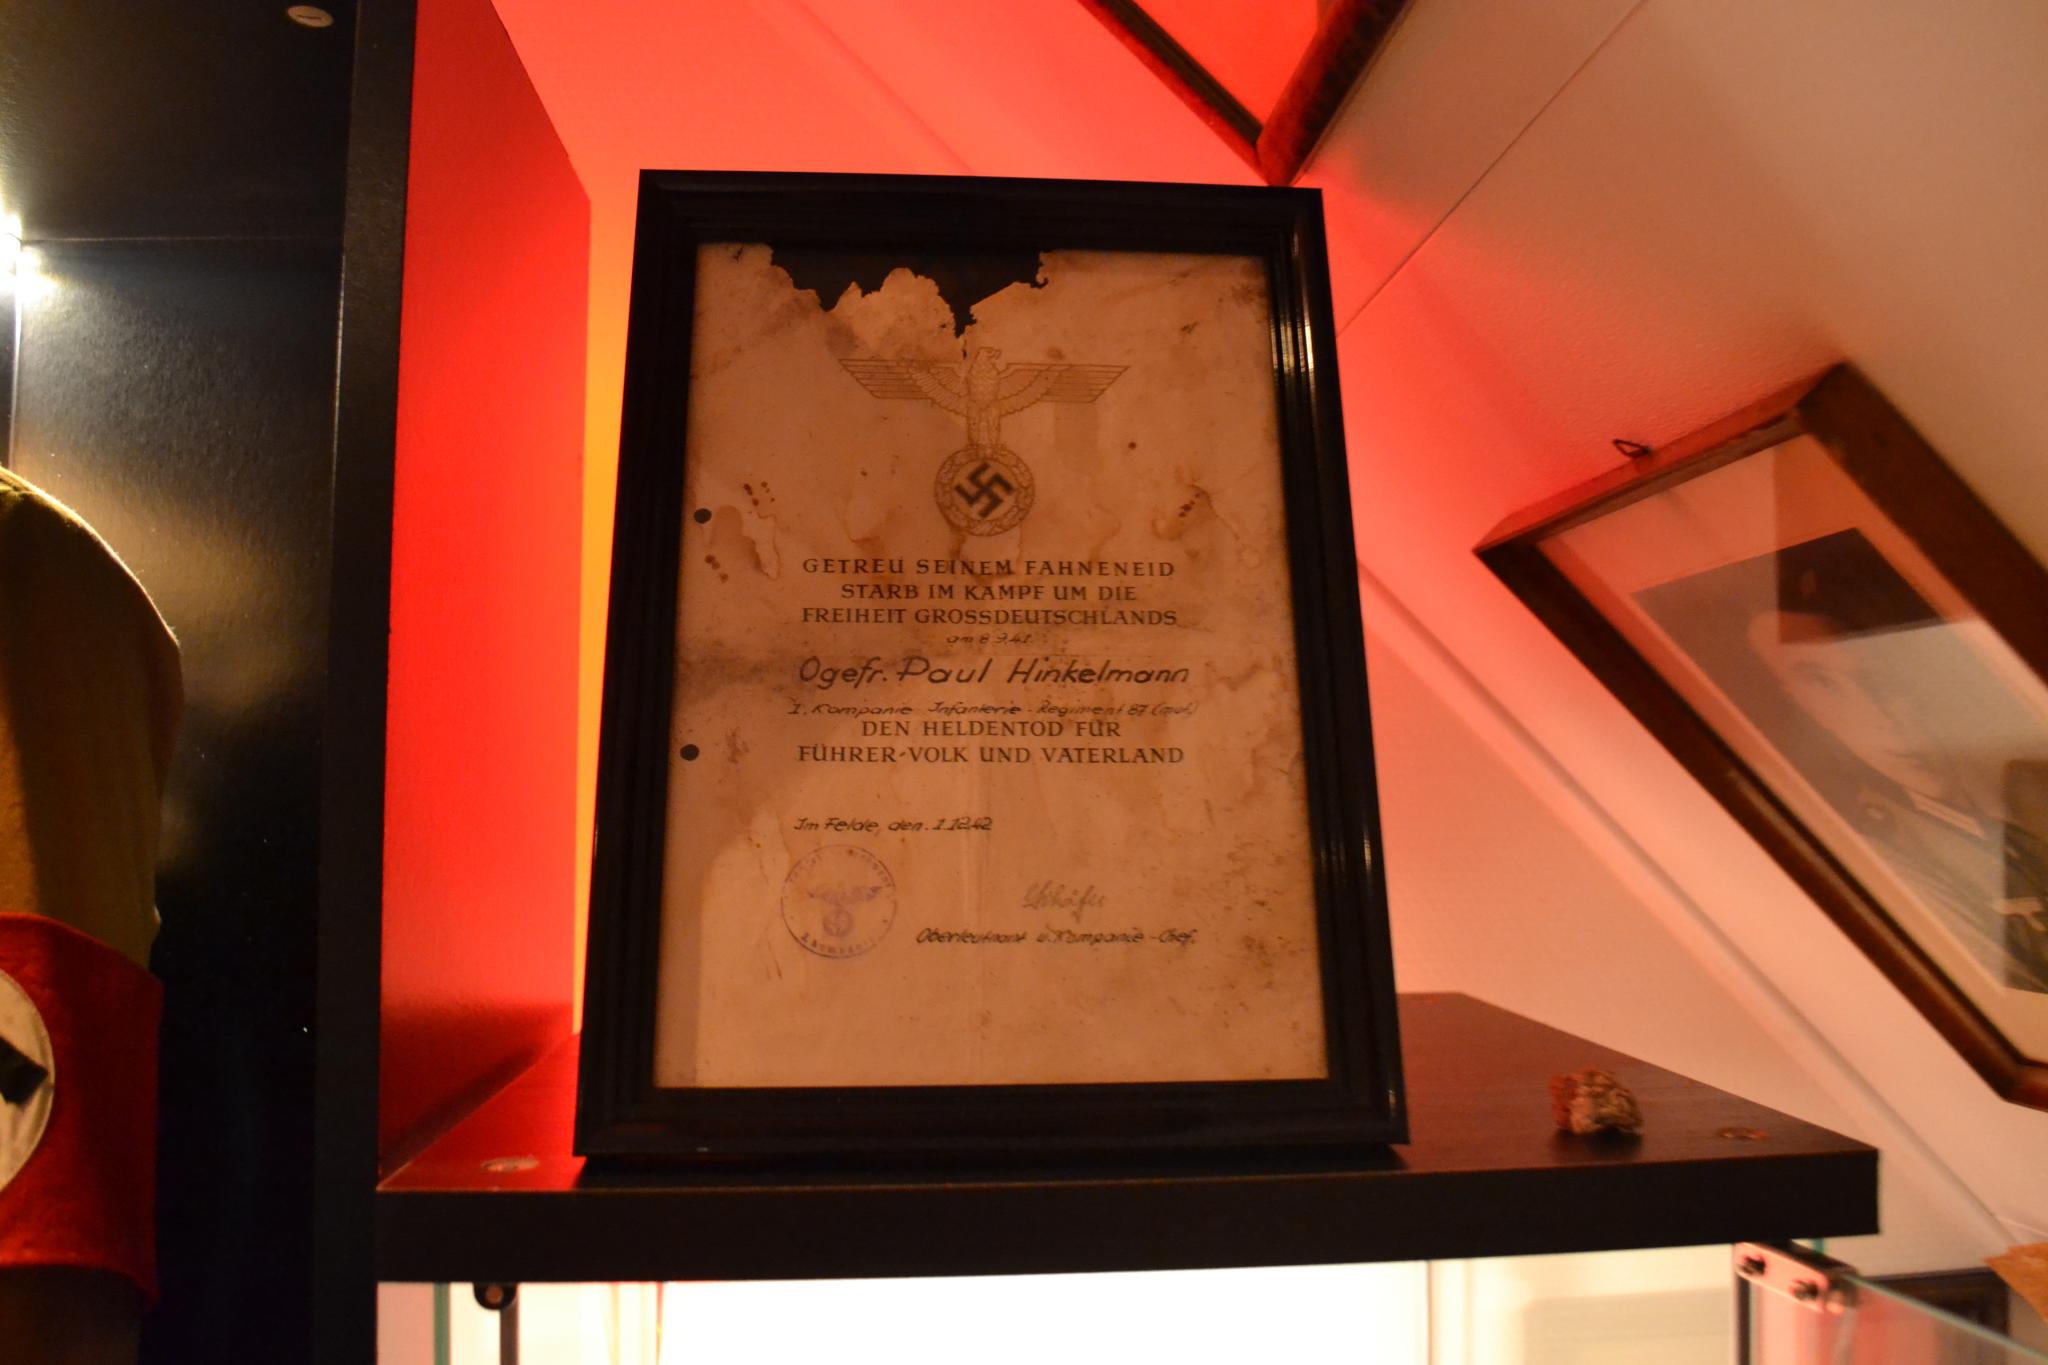 GETREU SEINEM FAHNENEID
STARB IM KAMPF UM DIE
FREIHEIT GROSSDEUTSCHLANDS
am 8.9.41.
Ogefr. Paul Hinkelmann
1. Kompanie Infanterie-Regiment 87 (mot.)
DEN HELDENTOD FÜR
FÜHRER-VOLK UND VATERLAND
Im Felde, den. 1.12.42
Oberleutnant u. Kompanie-Chef.